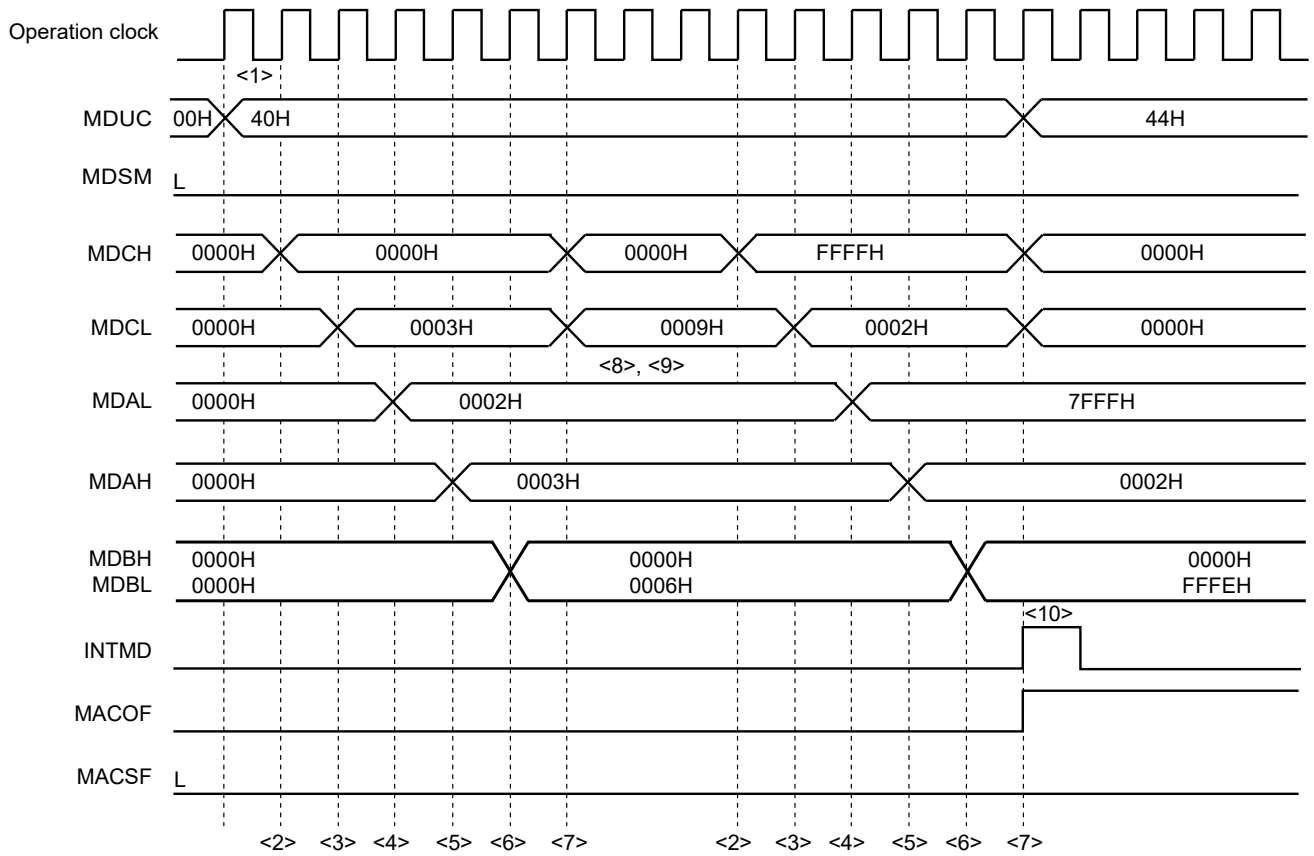 Operation clock
<1>
MDUC 00H 40H 44H
MDSM L
MDCH 0000H 0000H 0000H FFFFH 0000H
MDCL 0000H 0003H 0009H 0002H 0000H
<8>, <9>
MDAL 0000H 0002H 7FFFH
MDAH 0000H 0003H 0002H
MDBH 0000H 0000H 0000H
MDBL 0000H 0006H FFFEH
<10>
INTMD
MACOF
MACSF L
<2> <3> <4> <5> <6> <7> <2> <3> <4> <5> <6> <7>